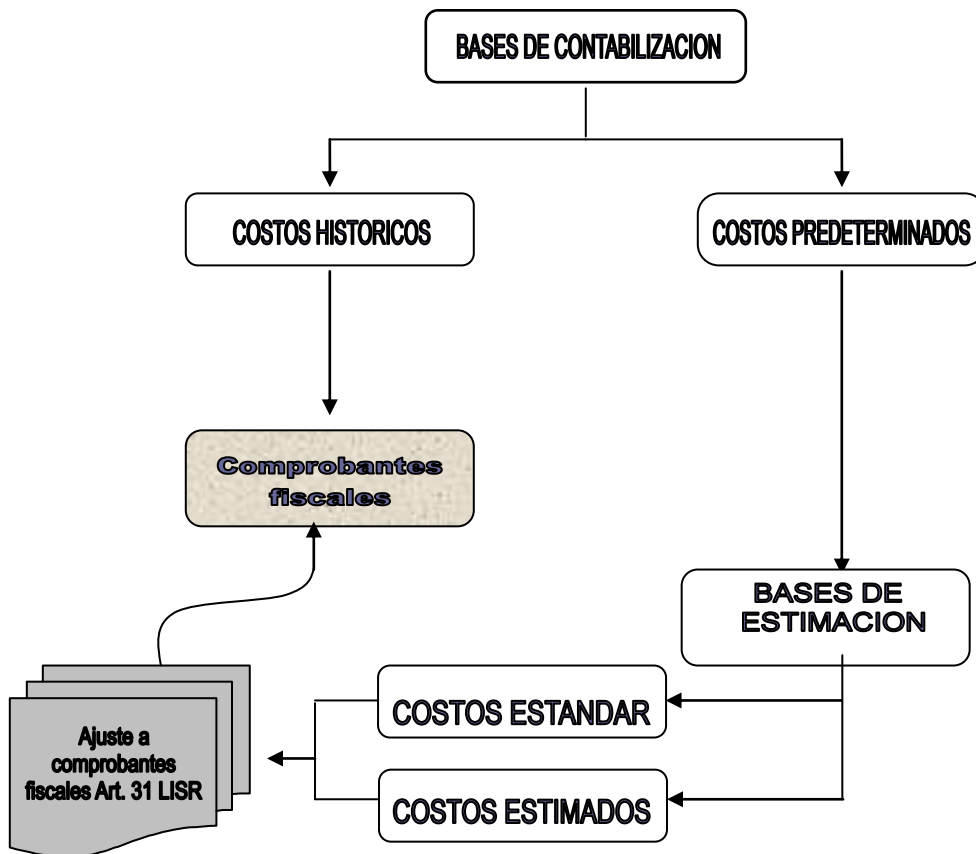 BASES DE CONTABILIZACION
COSTOS HISTORICOS
COSTOS PREDETERMINADOS
Comprobantes
fiscales
BASES DE
ESTIMACION
COSTOS ESTANDAR
Ajuste a
comprobantes
fiscales Art. 31 LISR
COSTOS ESTIMADOS